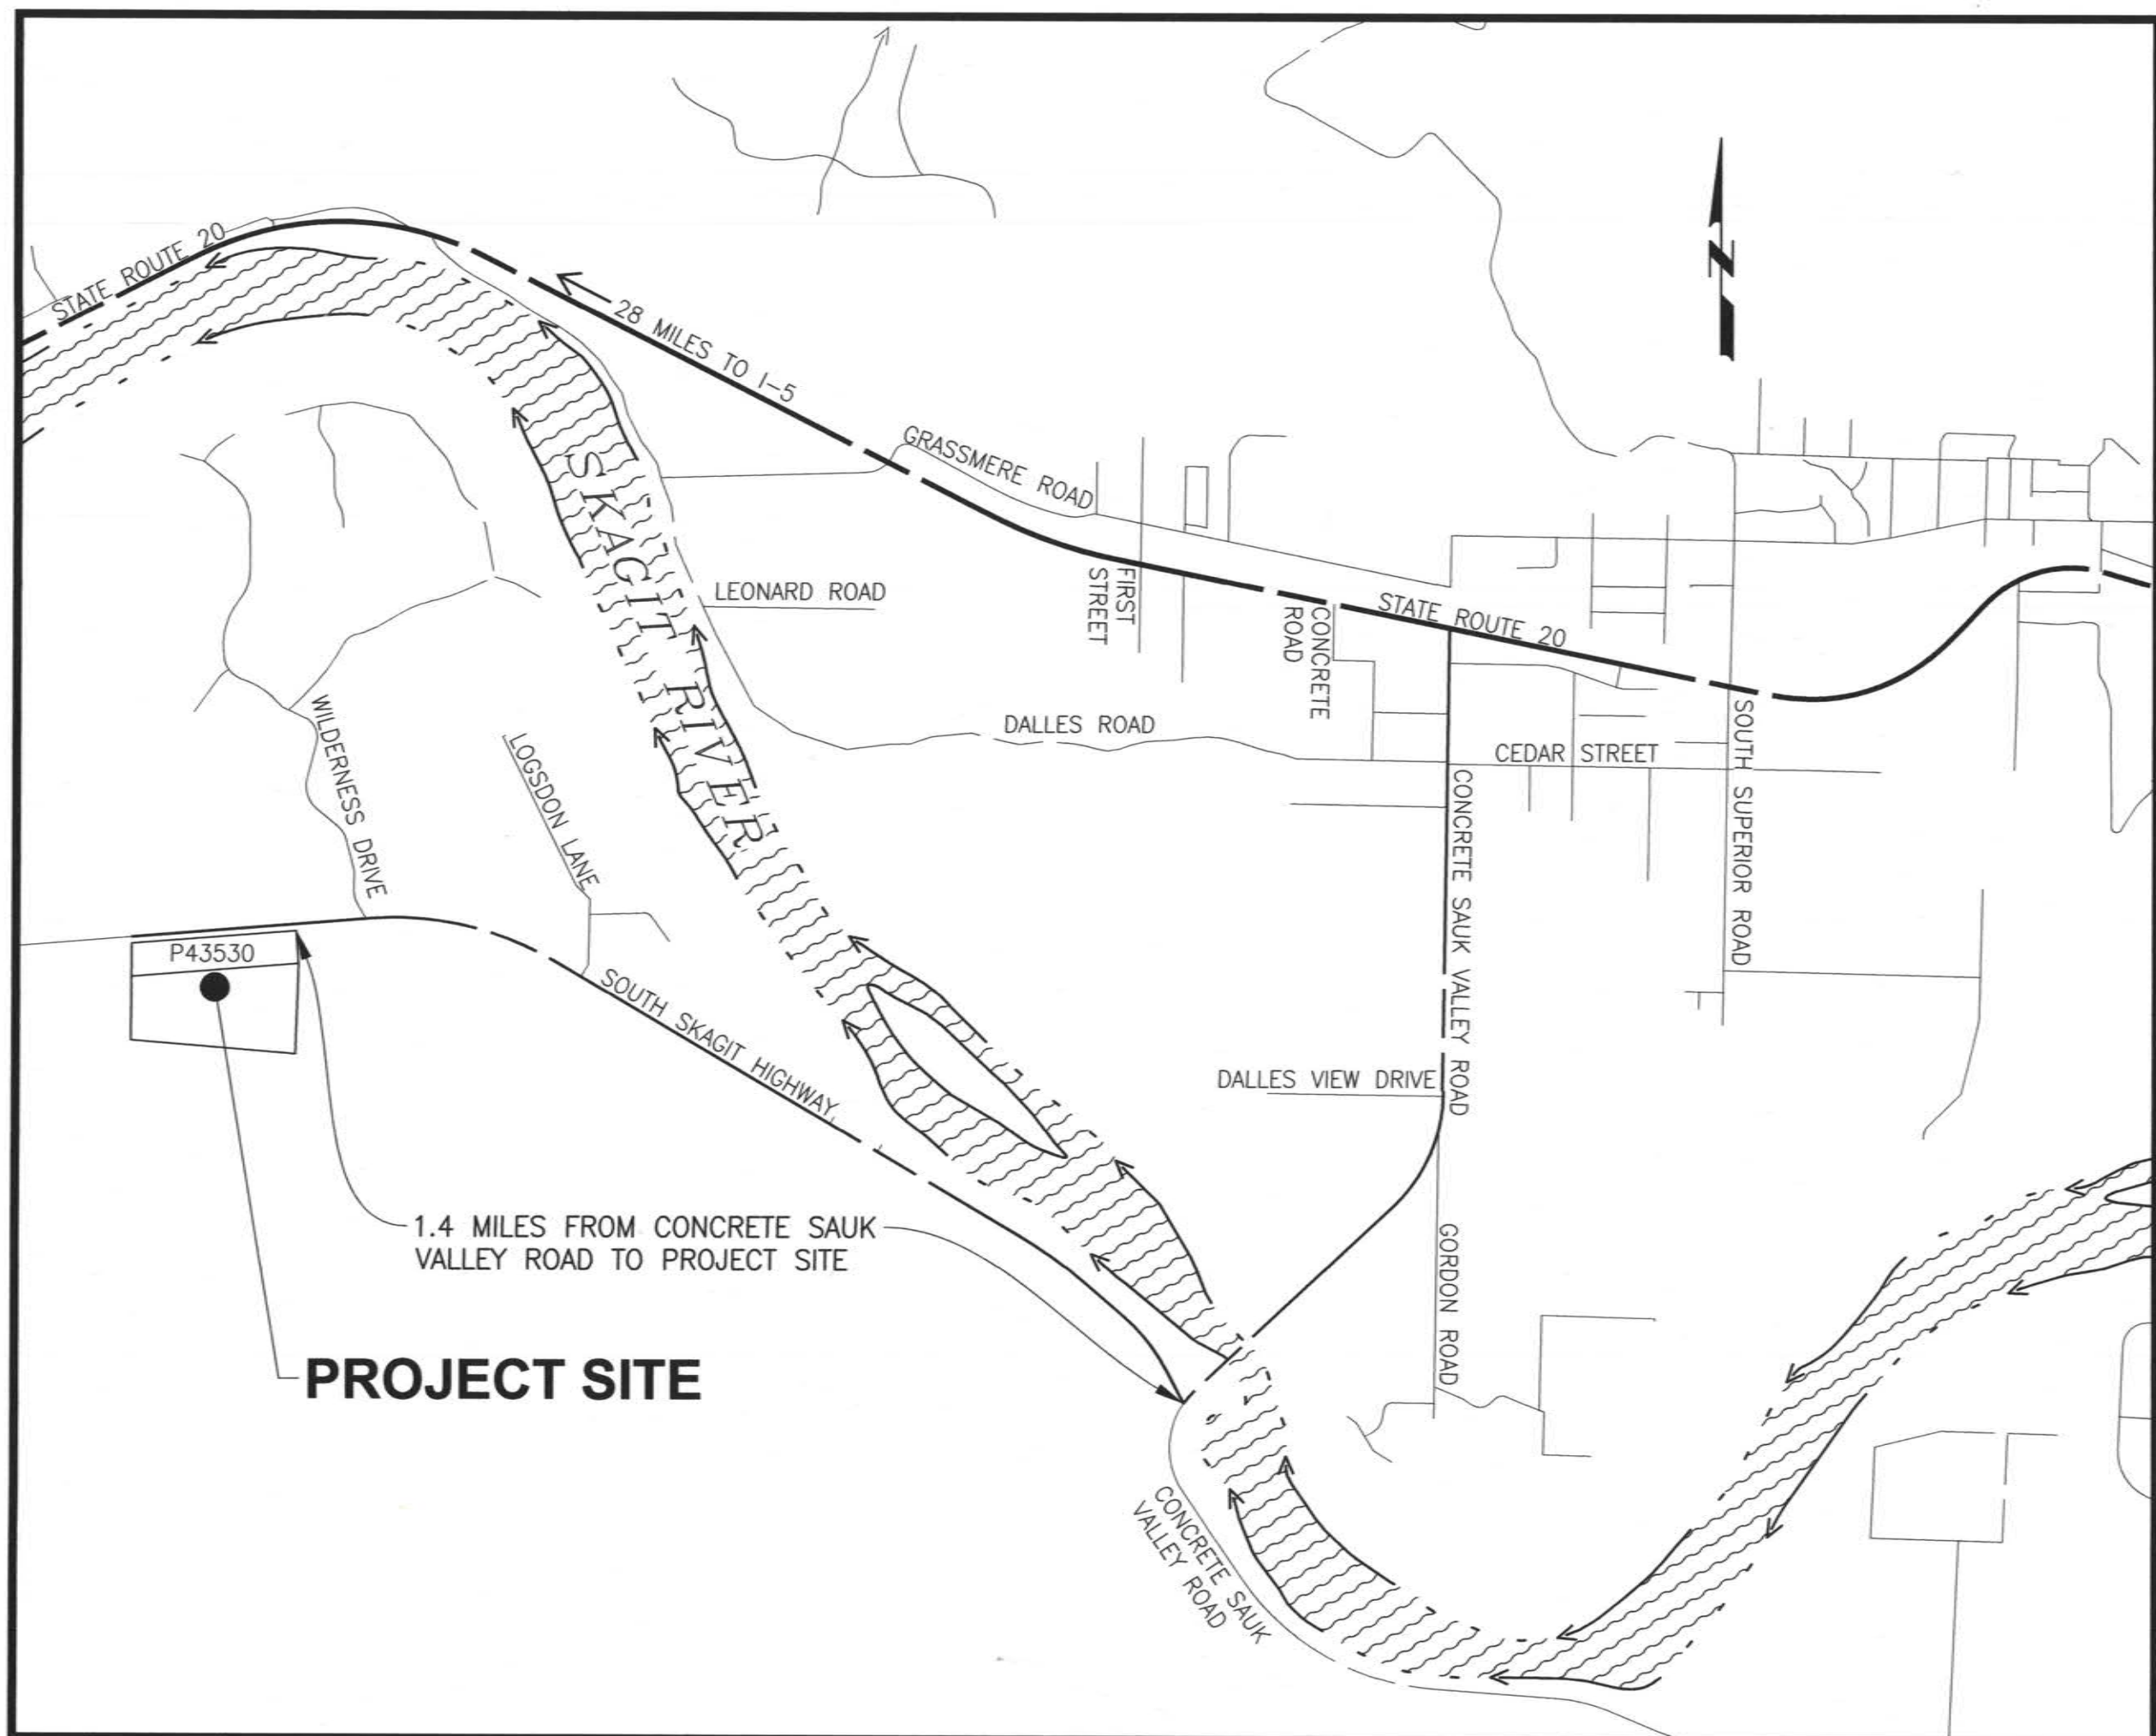 STATE ROUTE 20
28 MILES TO I-5
N
GRASSMERE ROAD
SKAGIT RIVER
LEONARD ROAD
FIRST
STREET
CONCRETE
ROAD
STATE ROUTE 20
WILDERNESS DRIVE
LOGSDON LANE
DALLES ROAD
CEDAR STREET
SOUTH SUPERIOR ROAD
CONCRETE SAUK VALLEY ROAD
P43530
SOUTH SKAGIT HIGHWAY
DALLES VIEW DRIVE
1.4 MILES FROM CONCRETE SAUK
VALLEY ROAD TO PROJECT SITE
GORDON ROAD
PROJECT SITE
CONCRETE SAUK
VALLEY ROAD